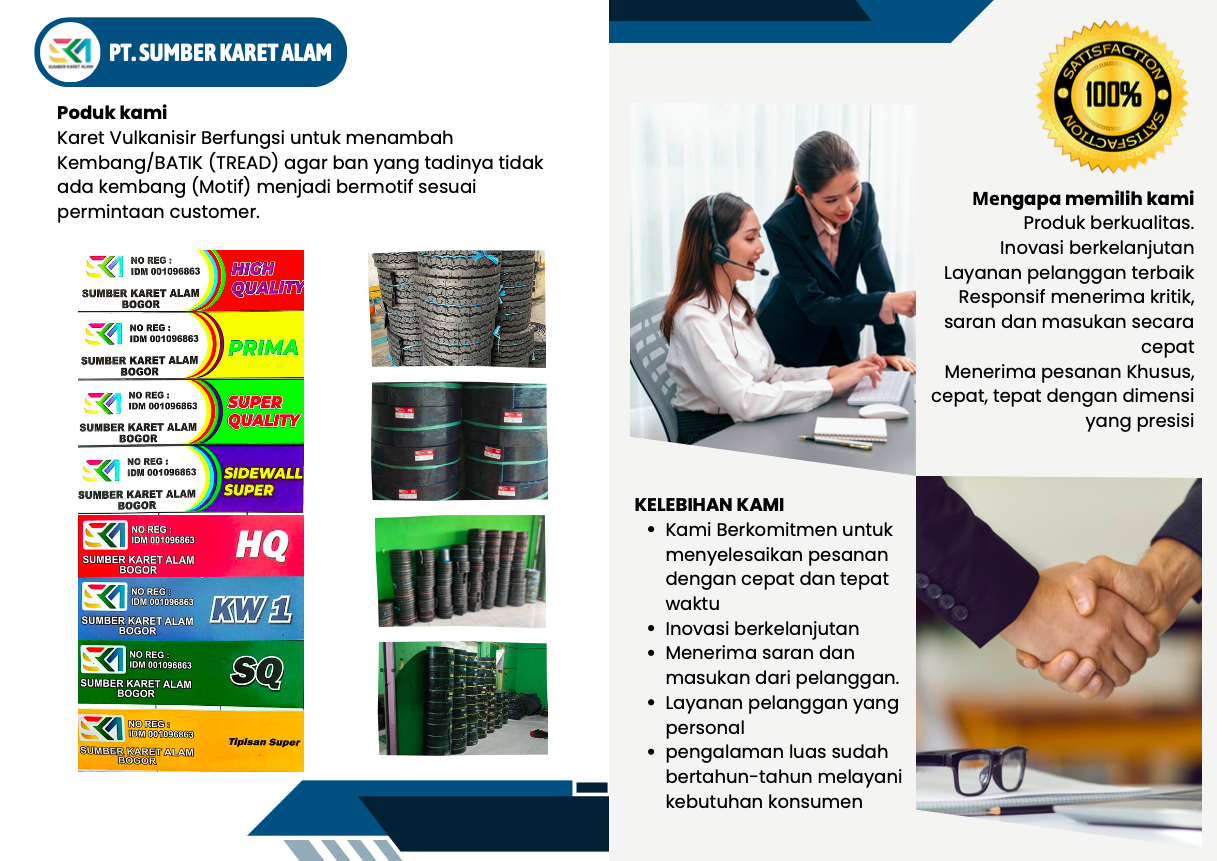 SKA
SUMBER KARET ALAM
PT. SUMBER KARET ALAM
Poduk kami
Karet Vulkanisir Berfungsi untuk menambah
Kembang/BATIK (TREAD) agar ban yang tadinya tidak
ada kembang (Motif) menjadi bermotif sesuai
permintaan customer.
NO REG :
IDM 001096863
SUMBER KARET ALAM
BOGOR
HIGH
QUALITY
NO REG :
IDM 001096863
SUMBER KARET ALAM
BOGOR
PRIMA
NO REG :
IDM 001096863
SUMBER KARET ALAM
BOGOR
SUPER
QUALITY
NO REG :
IDM 001096863
SUMBER KARET ALAM
BOGOR
SIDEWALL
SUPER
NO REG :
IDM 001096863
SUMBER KARET ALAM
BOGOR
HQ
NO REG :
IDM 001096863
SUMBER KARET ALAM
BOGOR
KW 1
NO REG :
IDM 001096863
SUMBER KARET ALAM
BOGOR
SQ
NO REG :
IDM 001096863
SUMBER KARET ALAM
BOGOR
Tipisan Super
SATISFACTION
100%
SATISFACTION
Mengapa memilih kami
Produk berkualitas.
Inovasi berkelanjutan
Layanan pelanggan terbaik
Responsif menerima kritik,
saran dan masukan secara
cepat
Menerima pesanan Khusus,
cepat, tepat dengan dimensi
yang presisi
KELEBIHAN KAMI
• Kami Berkomitmen untuk
menyelesaikan pesanan
dengan cepat dan tepat
waktu
• Inovasi berkelanjutan
• Menerima saran dan
masukan dari pelanggan.
• Layanan pelanggan yang
personal
• pengalaman luas sudah
bertahun-tahun melayani
kebutuhan konsumen